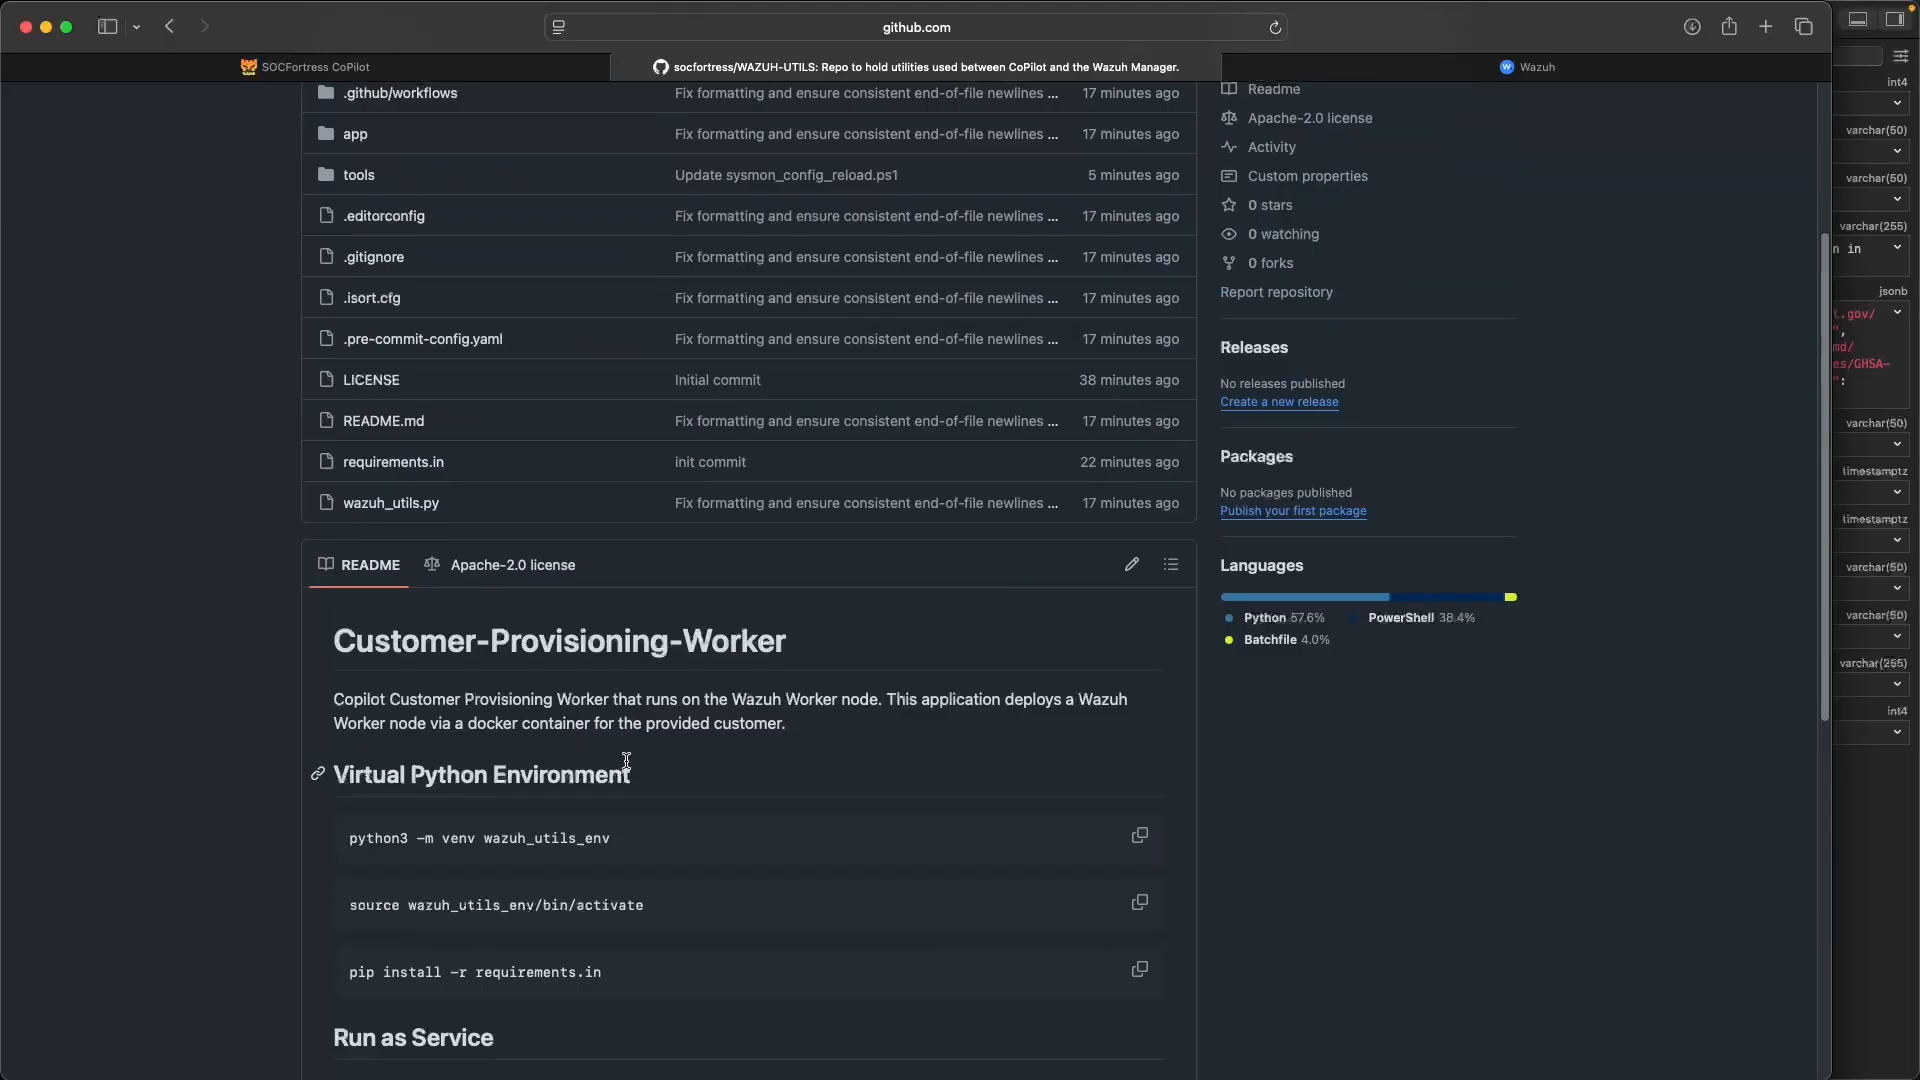 github.com
SOCFortress CoPilot
socfortress/WAZUH-UTILS: Repo to hold utilities used between CoPilot and the Wazuh Manager.
Wazuh
.github/workflows Fix formatting and ensure consistent end-of-file newlines ... 17 minutes ago
app Fix formatting and ensure consistent end-of-file newlines ... 17 minutes ago
tools Update sysmon_config_reload.ps1 5 minutes ago
.editorconfig Fix formatting and ensure consistent end-of-file newlines ... 17 minutes ago
.gitignore Fix formatting and ensure consistent end-of-file newlines ... 17 minutes ago
.isort.cfg Fix formatting and ensure consistent end-of-file newlines ... 17 minutes ago
.pre-commit-config.yaml Fix formatting and ensure consistent end-of-file newlines ... 17 minutes ago
LICENSE Initial commit 38 minutes ago
README.md Fix formatting and ensure consistent end-of-file newlines ... 17 minutes ago
requirements.in init commit 22 minutes ago
wazuh_utils.py Fix formatting and ensure consistent end-of-file newlines ... 17 minutes ago
README Apache-2.0 license
Customer-Provisioning-Worker
Copilot Customer Provisioning Worker that runs on the Wazuh Worker node. This application deploys a Wazuh
Worker node via a docker container for the provided customer.
Virtual Python Environment
python3 -m venv wazuh_utils_env
source wazuh_utils_env/bin/activate
pip install -r requirements.in
Run as Service
Readme
Apache-2.0 license
Activity
Custom properties
0 stars
0 watching
0 forks
Report repository
Releases
No releases published
Create a new release
Packages
No packages published
Publish your first package
Languages
Python 57.6% PowerShell 38.4%
Batchfile 4.0%
int4
varchar(50)
varchar(50)
varchar(255)
n in
jsonb
t.gov/
",
md/
es/GHSA-
":
varchar(50)
timestamptz
timestamptz
varchar(50)
varchar(50)
varchar(255)
int4